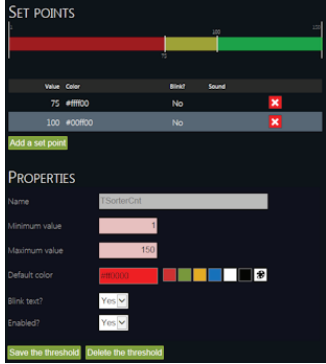 SET POINTS
100
75
Value Color Blink? Sound
75 #ffff00 No
100 #00ff00 No
Add a set point
PROPERTIES
Name TSorterCnt
Minimum value 1
Maximum value 150
Default color #ff0000
Blink text? Yes
Enabled? Yes
Save the threshold Delete the threshold